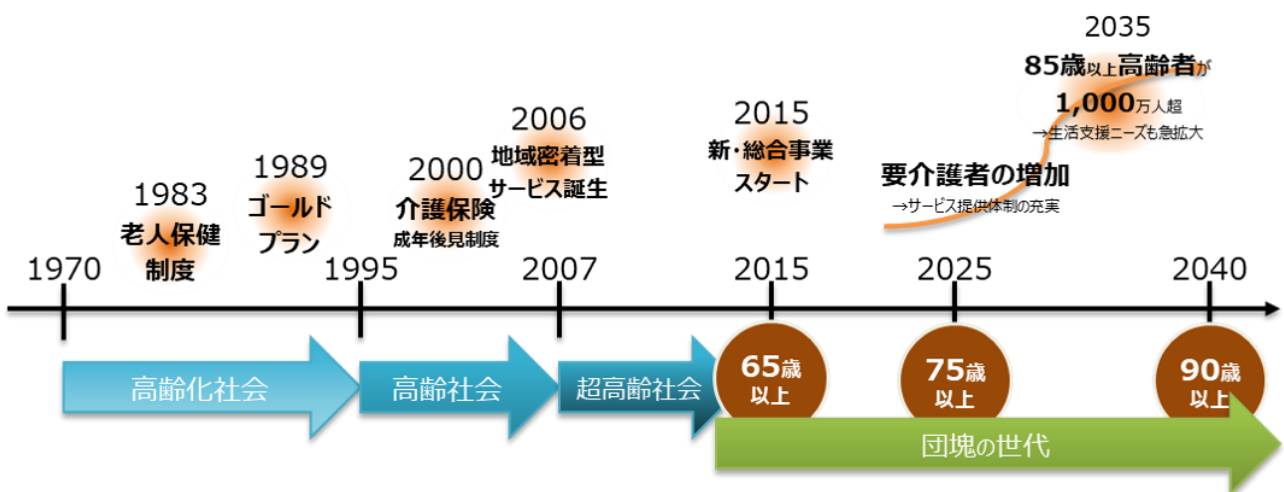 1983
老人保健
制度
1989
ゴールド
プラン
2000
介護保険
成年後見制度
2006
地域密着型
サービス誕生
2015
新・総合事業
スタート
要介護者の増加
→サービス提供体制の充実
2035
85歳以上高齢者が
1,000万人超
→生活支援ニーズも急拡大
1970
1995
2007
2015
2025
2040
高齢化社会
高齢社会
超高齢社会
65歳
以上
75歳
以上
90歳
以上
団塊の世代